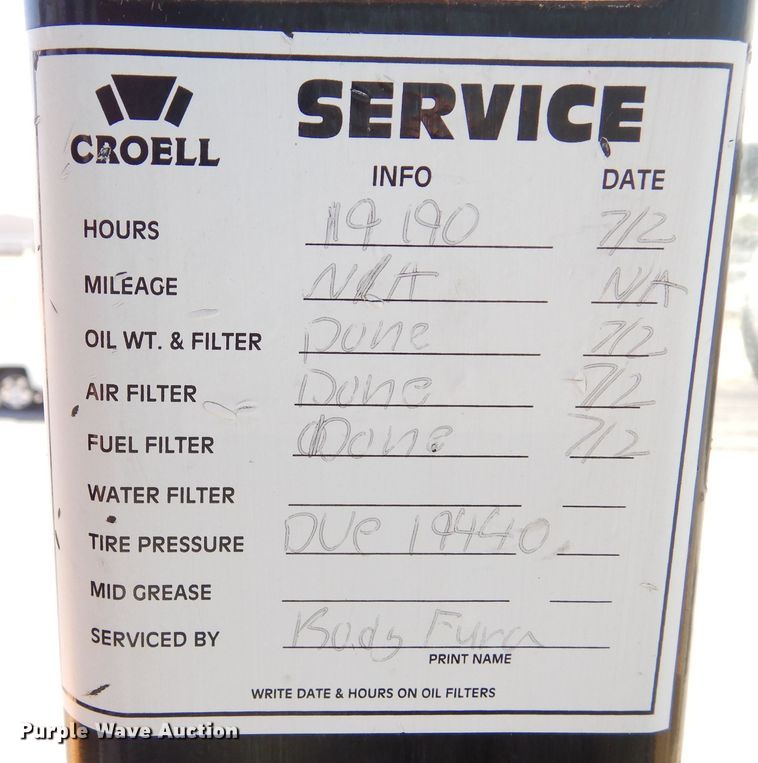 CROELL
SERVICE
INFO DATE
HOURS 19 190 7/2
MILEAGE N/A N/A
OIL WT. & FILTER Done 7/2
AIR FILTER Done 7/2
FUEL FILTER Done 7/2
WATER FILTER
TIRE PRESSURE DUe 19440
MID GREASE
SERVICED BY
PRINT NAME
WRITE DATE & HOURS ON OIL FILTERS
Purple Wave Auction